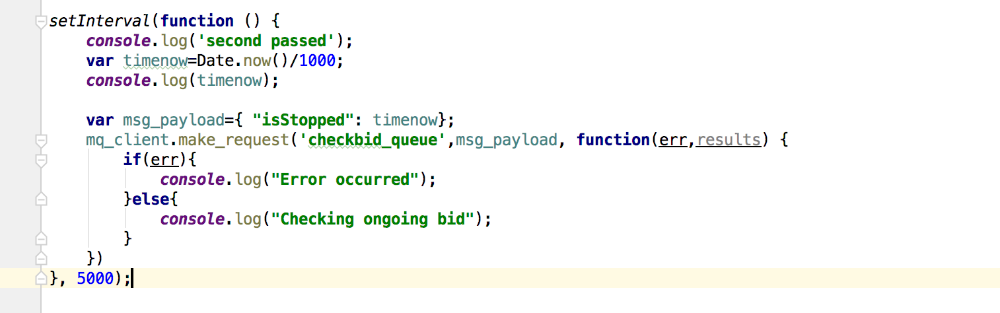 setInterval(function () {
    console.log('second passed');
    var timenow=Date.now()/1000;
    console.log(timenow);

    var msg_payload={ "isStopped": timenow};
    mq_client.make_request('checkbid_queue',msg_payload, function(err,results) {
        if(err){
            console.log("Error occurred");
        }else{
            console.log("Checking ongoing bid");
        }
    })
}, 5000);